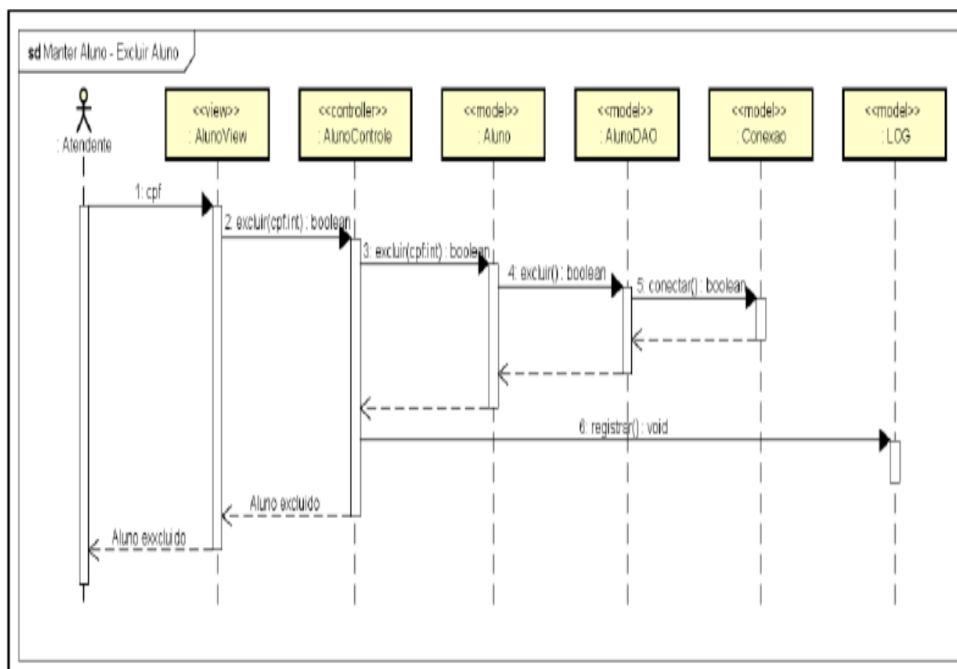 sd Manter Aluno - Excluir Aluno
: Atendente
<<view>>
: AlunoView
<<controller>>
: AlunoControle
<<model>>
: Aluno
<<model>>
: AlunoDAO
<<model>>
: Conexao
<<model>>
: LOG
1: cpf
2: excluir(cpf:int) : boolean
3: excluir(cpf:int) : boolean
4: excluir() : boolean
5: conectar() : boolean
6: registrar() : void
Aluno excluido
Aluno exxcluido